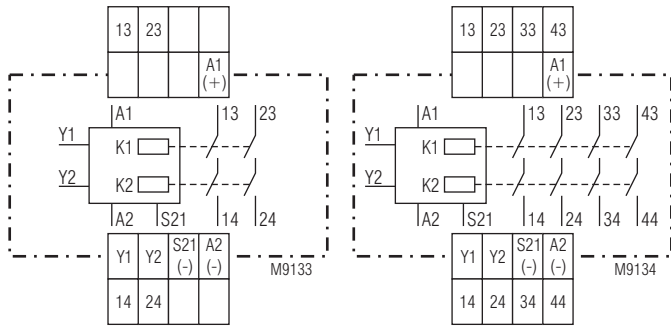 13 23
A1
(+)
A1 13 23
Y1 K1
Y2 K2
A2 S21 14 24
Y1 Y2 S21
(-) A2
(-)
M9133
14 24
13 23 33 43
A1
(+)
A1 13 23 33 43
Y1 K1
Y2 K2
A2 S21 14 24 34 44
Y1 Y2 S21
(-) A2
(-)
M9134
14 24 34 44